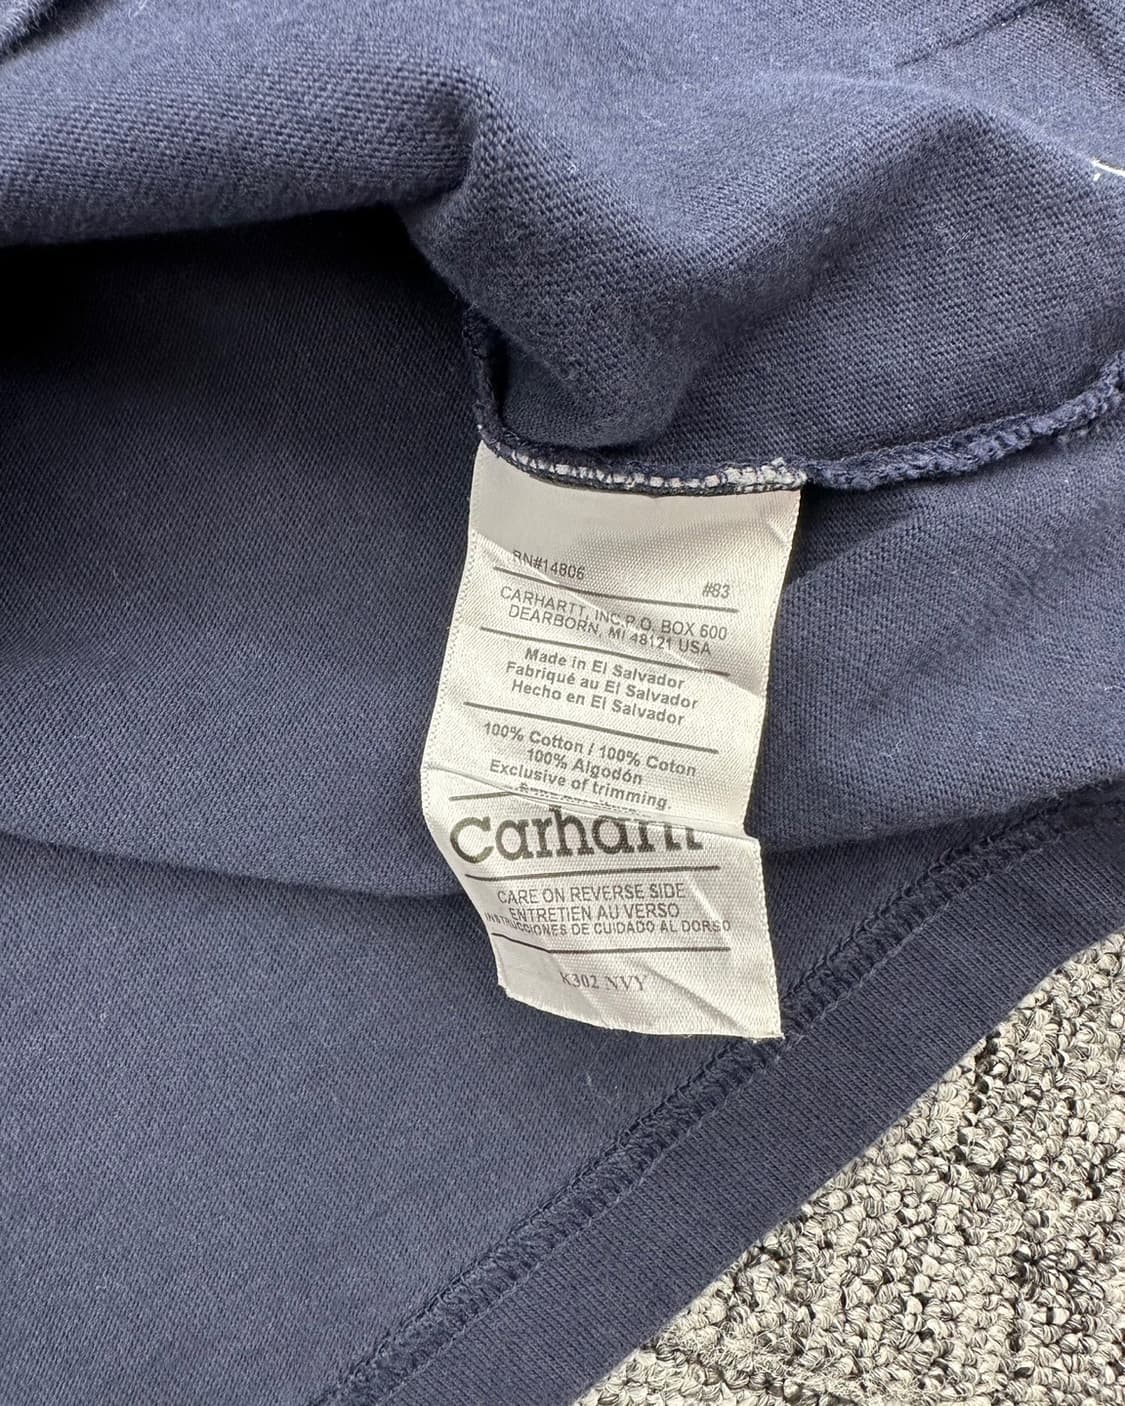 RN#14806 #83
CARHARTT, INC.P.O. BOX 600
DEARBORN, MI 48121 USA
Made in El Salvador
Fabriqué au El Salvador
Hecho en El Salvador
100% Cotton / 100% Coton
100% Algodón
Exclusive of trimming.
Carhartt
CARE ON REVERSE SIDE
ENTRETIEN AU VERSO
INSTRUCCIONES DE CUIDADO AL DORSO
K302 NVY